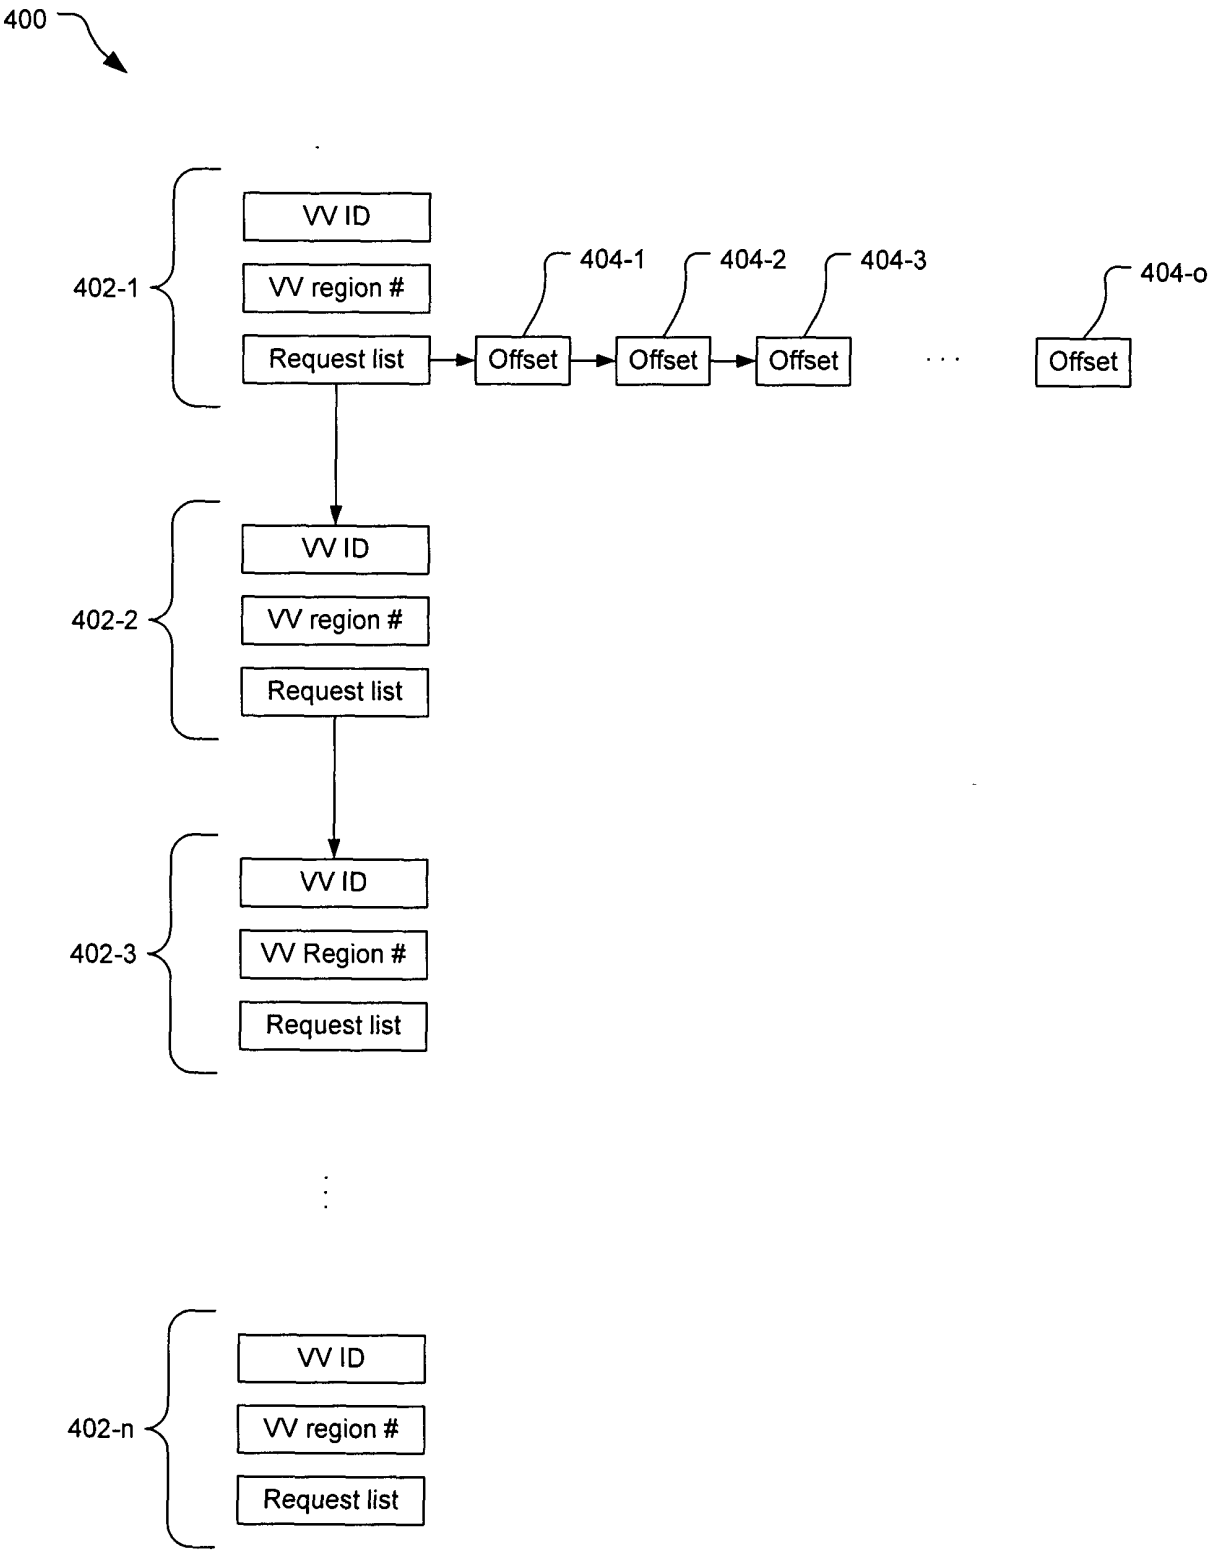 400
VV ID
404-1
404-2
404-3
404-o
402-1
VV region #
Request list
Offset
Offset
Offset
. . .
Offset
VV ID
402-2
VV region #
Request list
VV ID
402-3
VV Region #
Request list
VV ID
402-n
VV region #
Request list